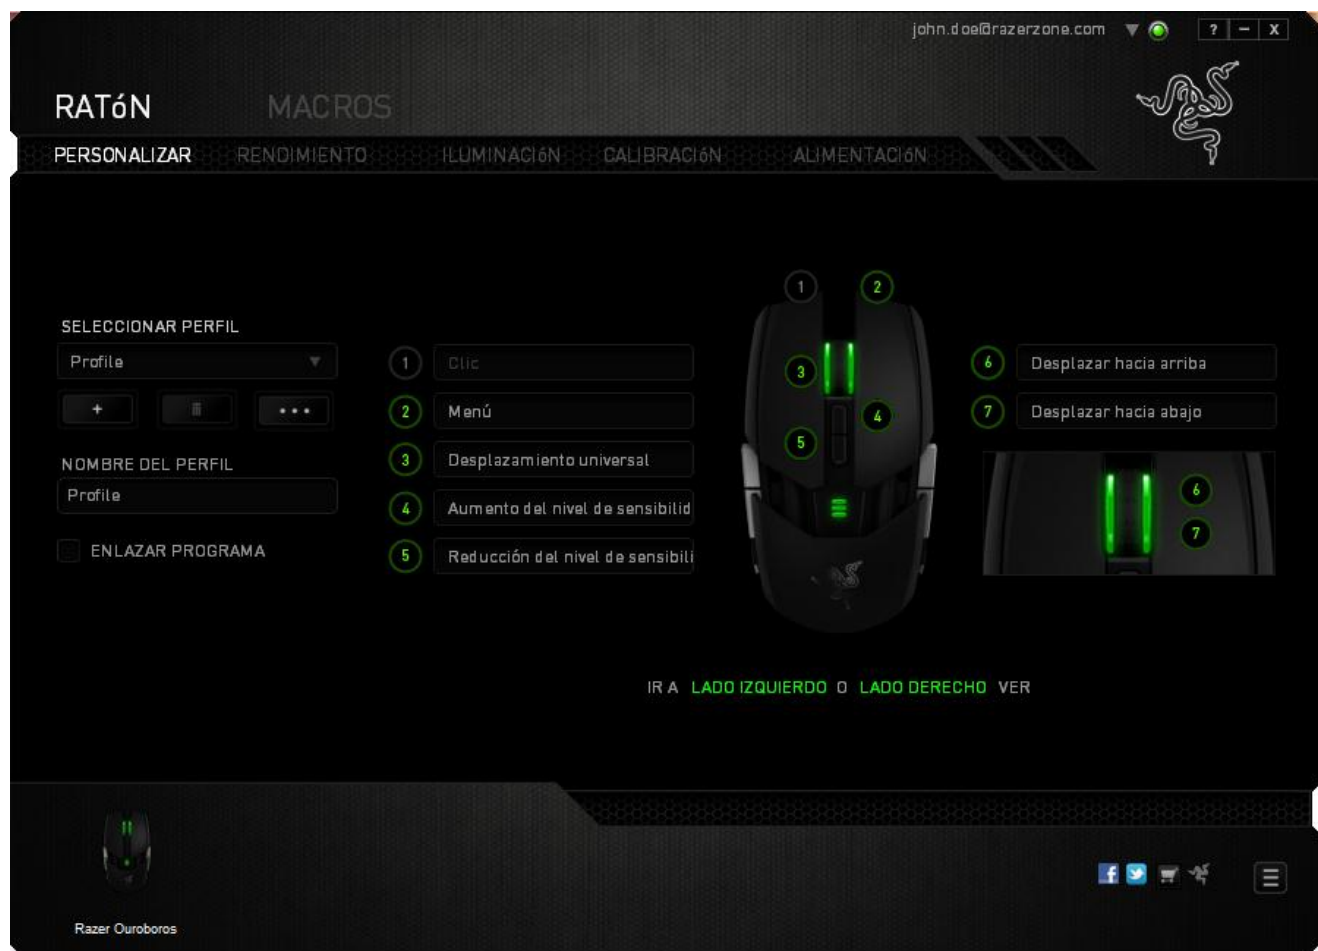 john.doe@razerzone.com
? – X
RATÓN MACROS
PERSONALIZAR RENDIMIENTO ILUMINACIÓN CALIBRACIÓN ALIMENTACIÓN
SELECCIONAR PERFIL
Profile
+ •••
NOMBRE DEL PERFIL
Profile
ENLAZAR PROGRAMA
1 Clic
2 Menú
3 Desplazamiento universal
4 Aumento del nivel de sensibilid
5 Reducción del nivel de sensibili
1 2
3
4
5
6 Desplazar hacia arriba
7 Desplazar hacia abajo
6
7
IR A LADO IZQUIERDO O LADO DERECHO VER
Razer Ouroboros
f